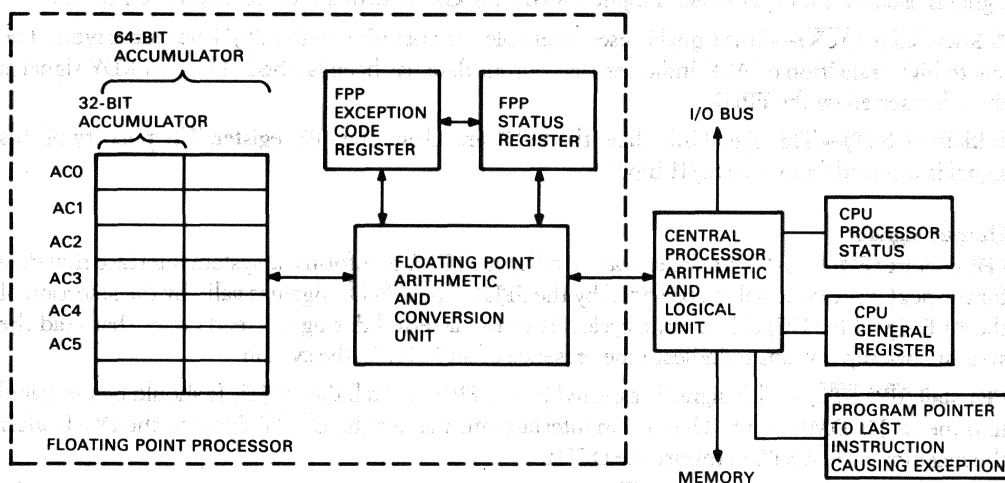 64-BIT
ACCUMULATOR
32-BIT
ACCUMULATOR
AC0
AC1
AC2
AC3
AC4
AC5
FPP
EXCEPTION
CODE
REGISTER
FPP
STATUS
REGISTER
FLOATING POINT
ARITHMETIC
AND
CONVERSION
UNIT
FLOATING POINT PROCESSOR
I/O BUS
CENTRAL
PROCESSOR
ARITHMETIC
AND
LOGICAL
UNIT
MEMORY
CPU
PROCESSOR
STATUS
CPU
GENERAL
REGISTER
PROGRAM POINTER
TO LAST
INSTRUCTION
CAUSING EXCEPTION